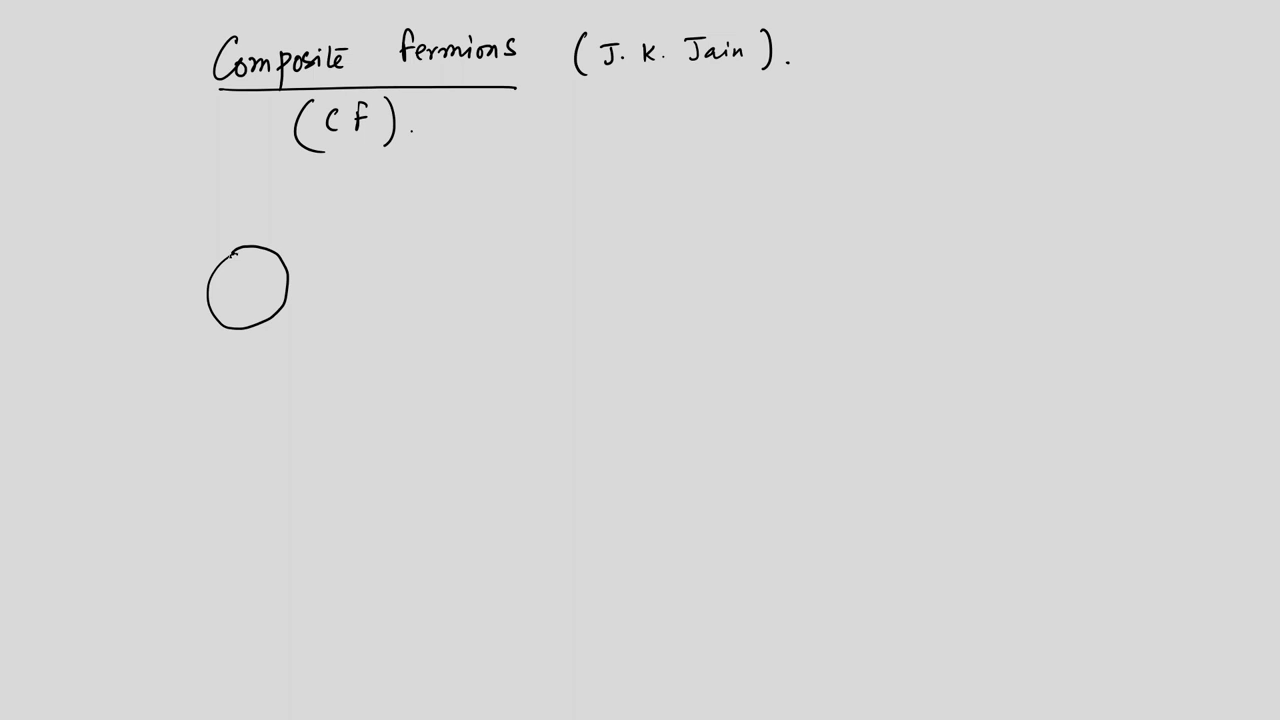 Composite fermions (J. K. Jain).
(CF).